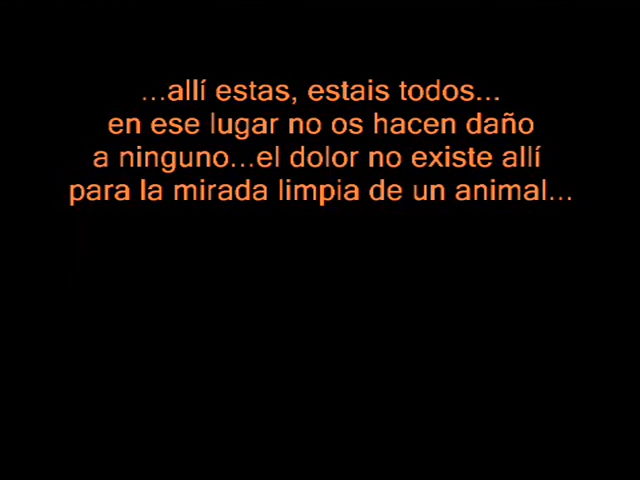 ...allí estas, estais todos...
en ese lugar no os hacen daño
a ninguno...el dolor no existe allí
para la mirada limpia de un animal...